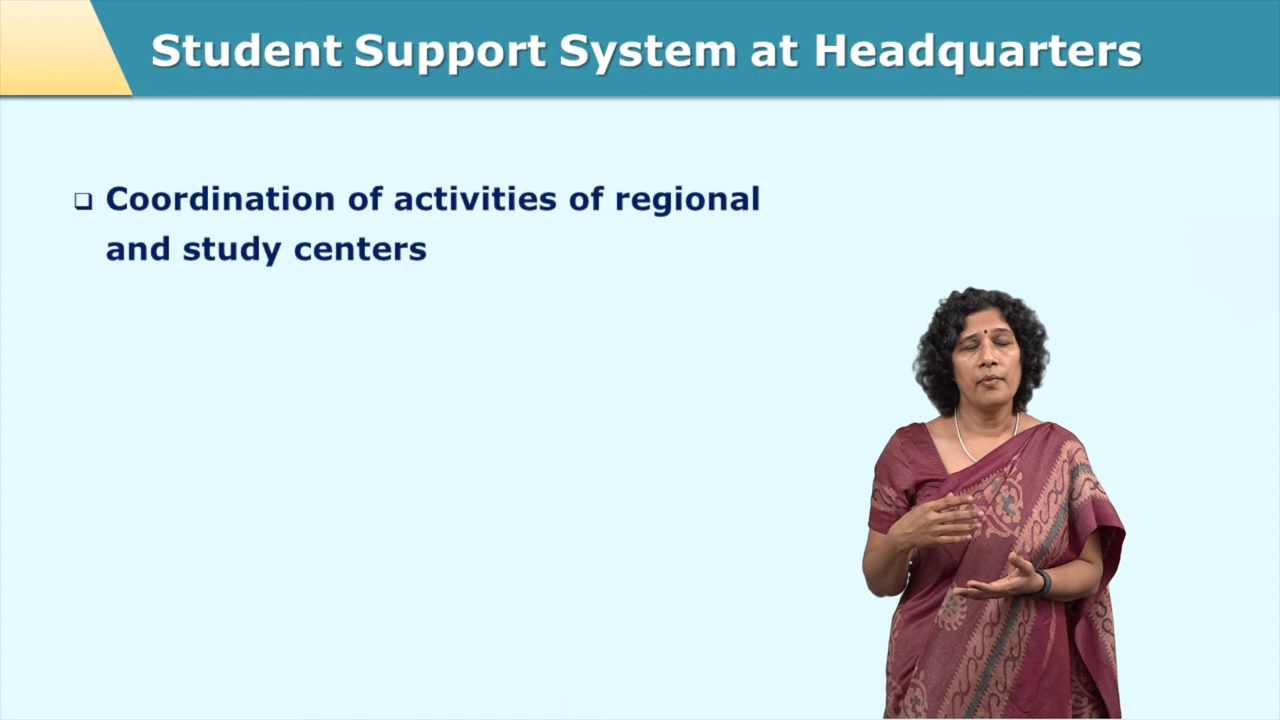 Student Support System at Headquarters
Coordination of activities of regional
and study centers